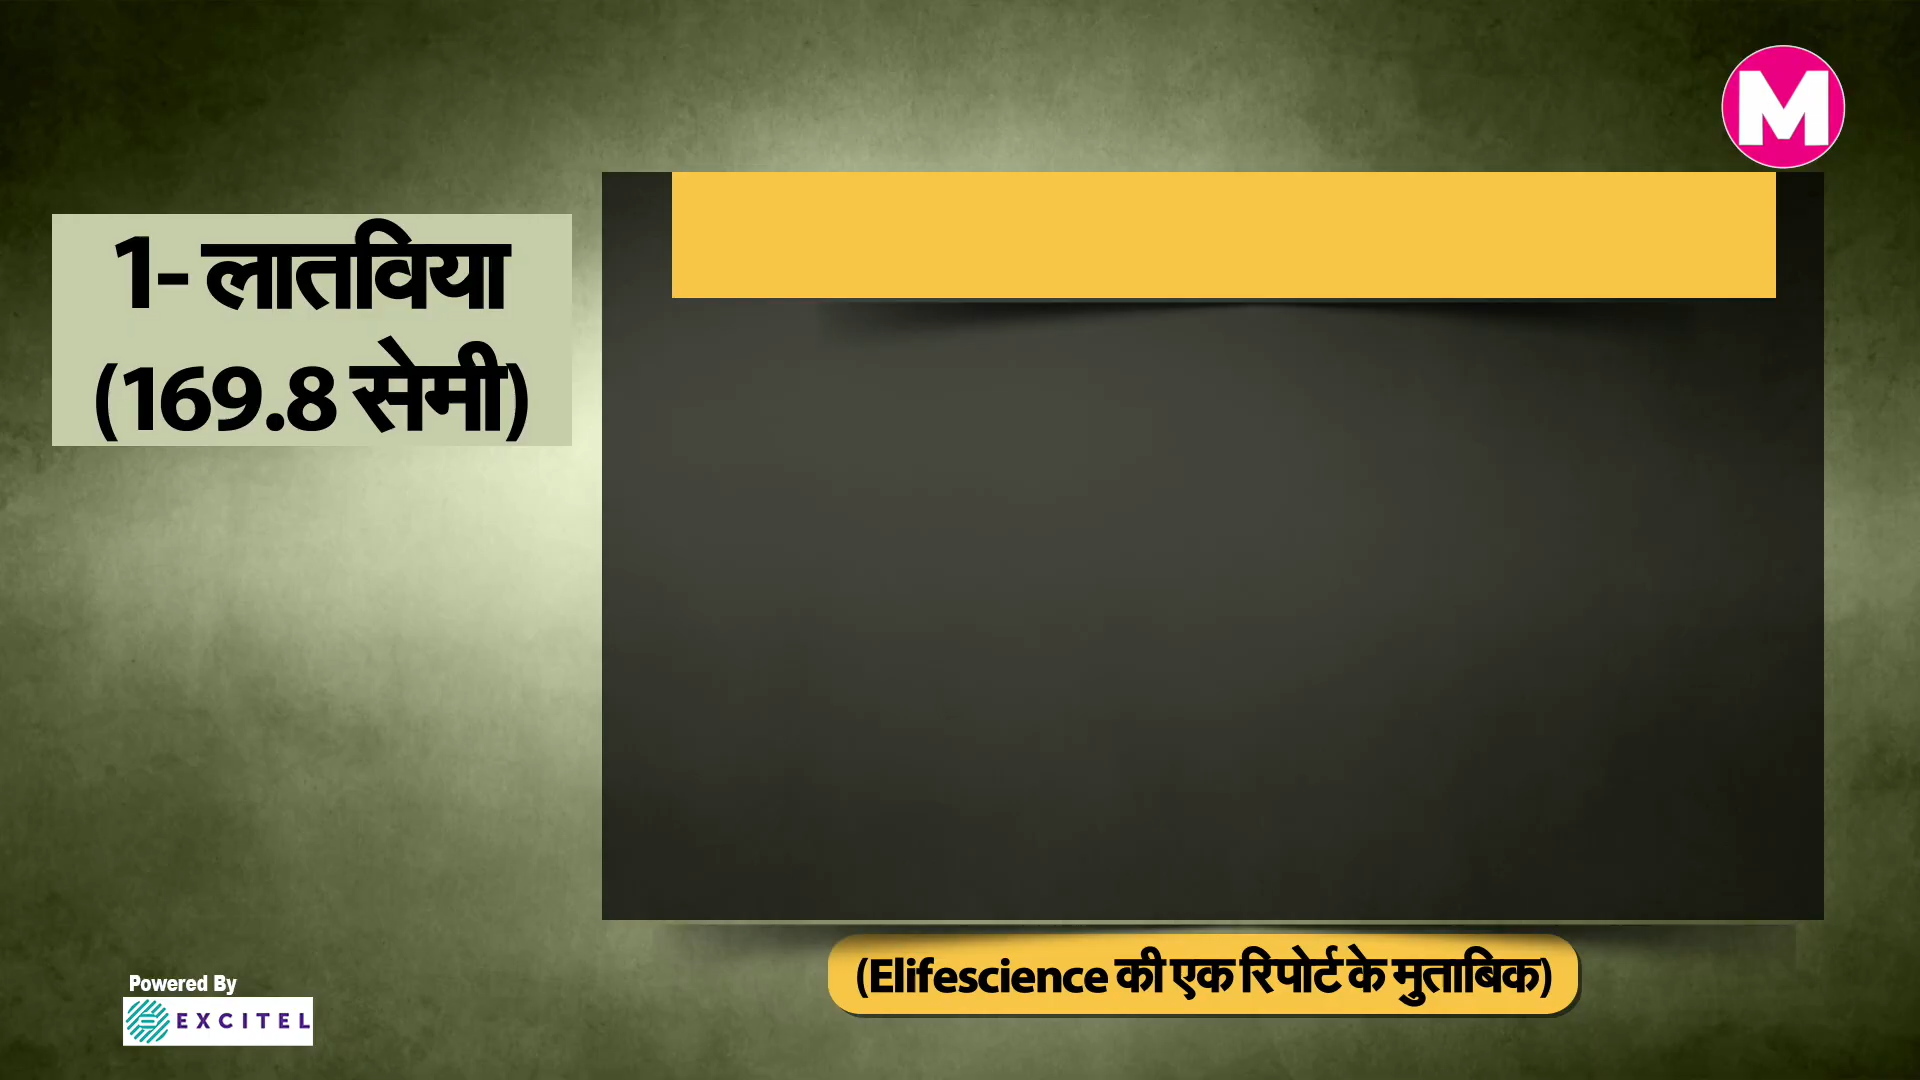 M
1- लातविया
(169.8 सेमी)
(Elifescience की एक रिपोर्ट के मुताबिक)
Powered By
EXCITEL